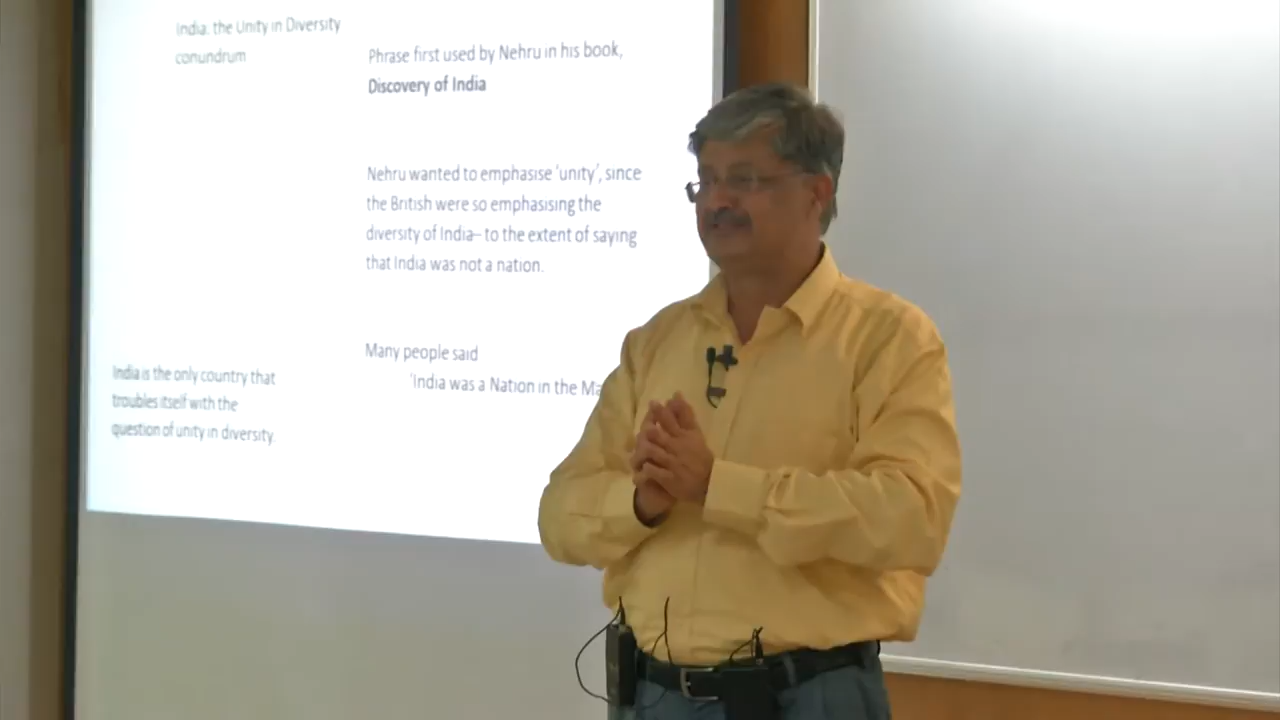 India, the Unity in Diversity
conundrum
Phrase first used by Nehru in his book,
Discovery of India
Nehru wanted to emphasise 'unity', since
the British were so emphasising the
diversity of India– to the extent of saying
that India was not a nation.
Many people said
'India was a Nation in the
India is the only country that
troubles itself with the
question of unity in diversity.